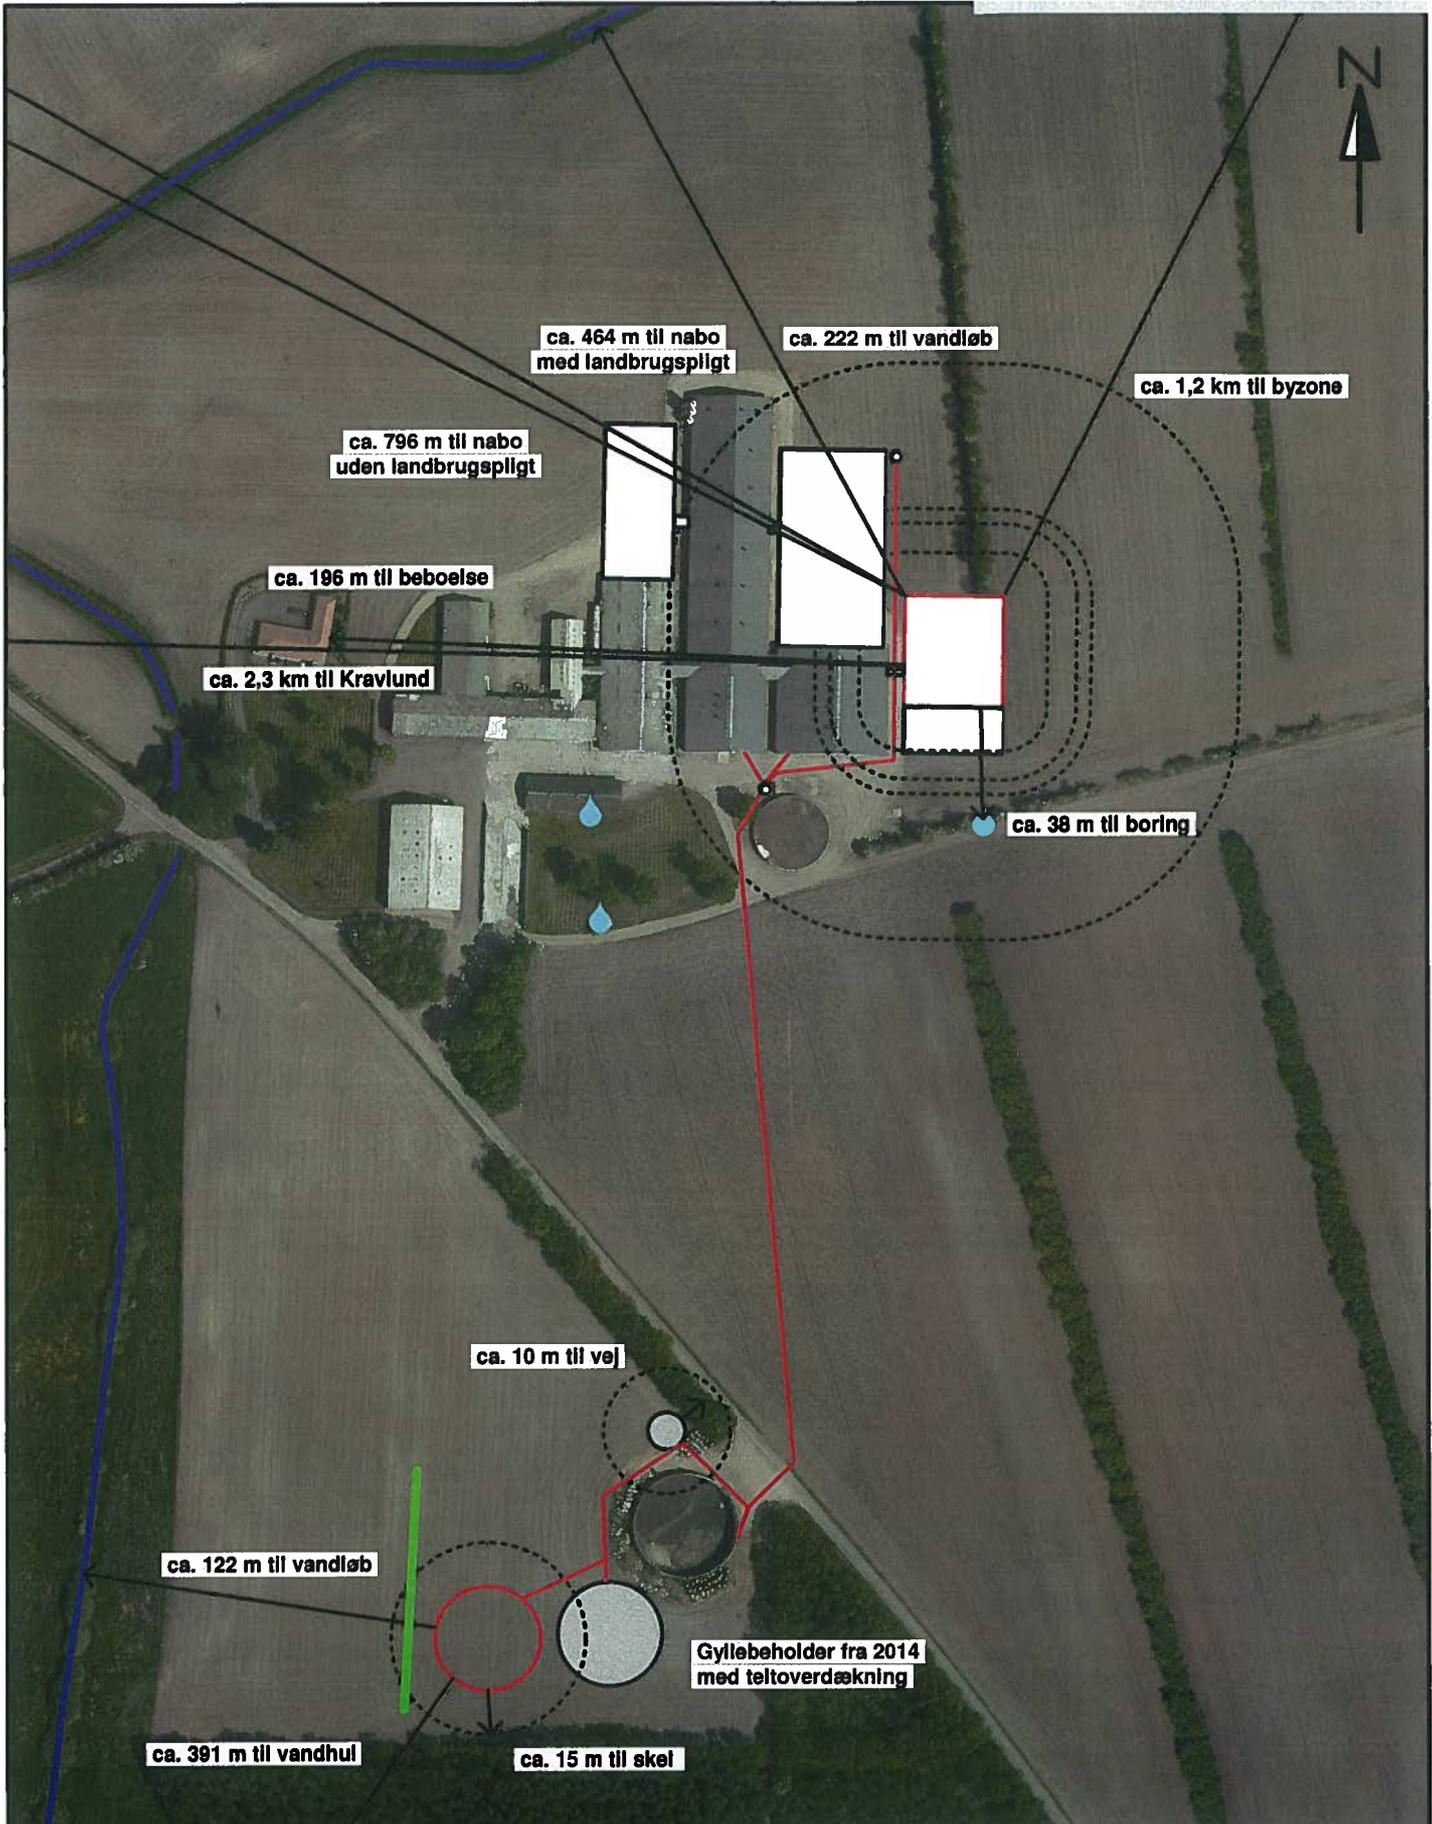 N
ca. 464 m til nabo
med landbrugspligt
ca. 222 m til vandløb
ca. 1,2 km til byzone
ca. 796 m til nabo
uden landbrugspligt
ca. 196 m til beboelse
ca. 2,3 km til Kravlund
ca. 38 m til boring
ca. 10 m til vej
ca. 122 m til vandløb
Gyllebeholder fra 2014
med teltoverdækning
ca. 391 m til vandhul
ca. 15 m til skel